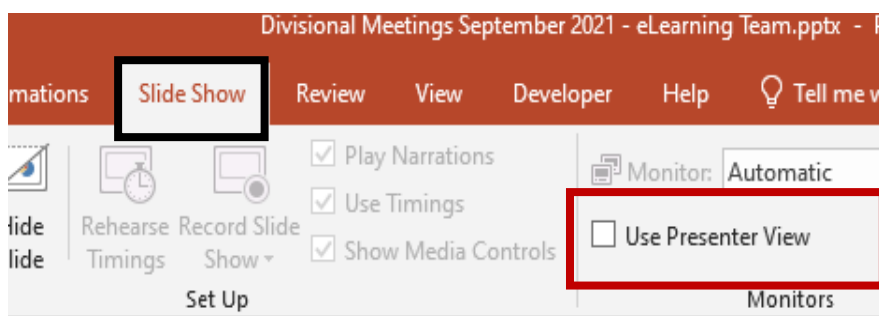 Divisional Meetings September 2021 - eLearning Team.pptx -
mations Slide Show Review View Developer Help Tell me
Play Narrations
Monitor: Automatic
Use Timings
Hide Rehearse Record Slide
Use Presenter View
lide Timings Show
Show Media Controls
Set Up Monitors